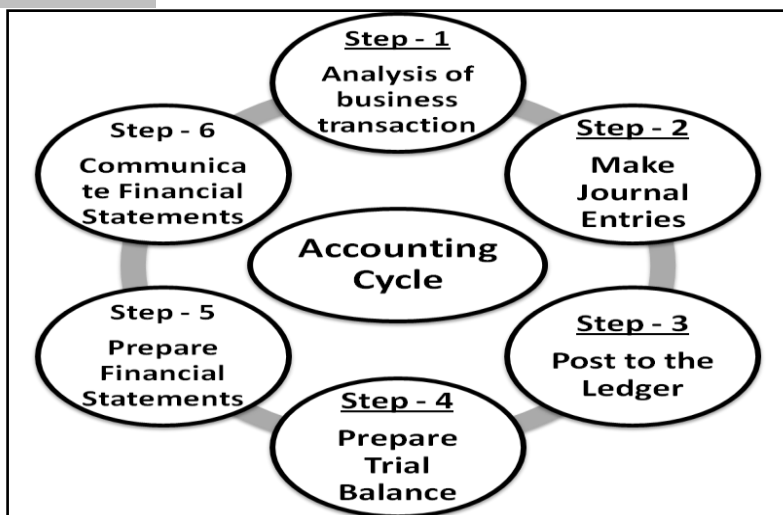 Step - 1
Analysis of
business
transaction
Step - 2
Make
Journal
Entries
Step - 3
Post to the
Ledger
Step - 4
Prepare
Trial
Balance
Step - 5
Prepare
Financial
Statements
Step - 6
Communica
te Financial
Statements
Accounting
Cycle